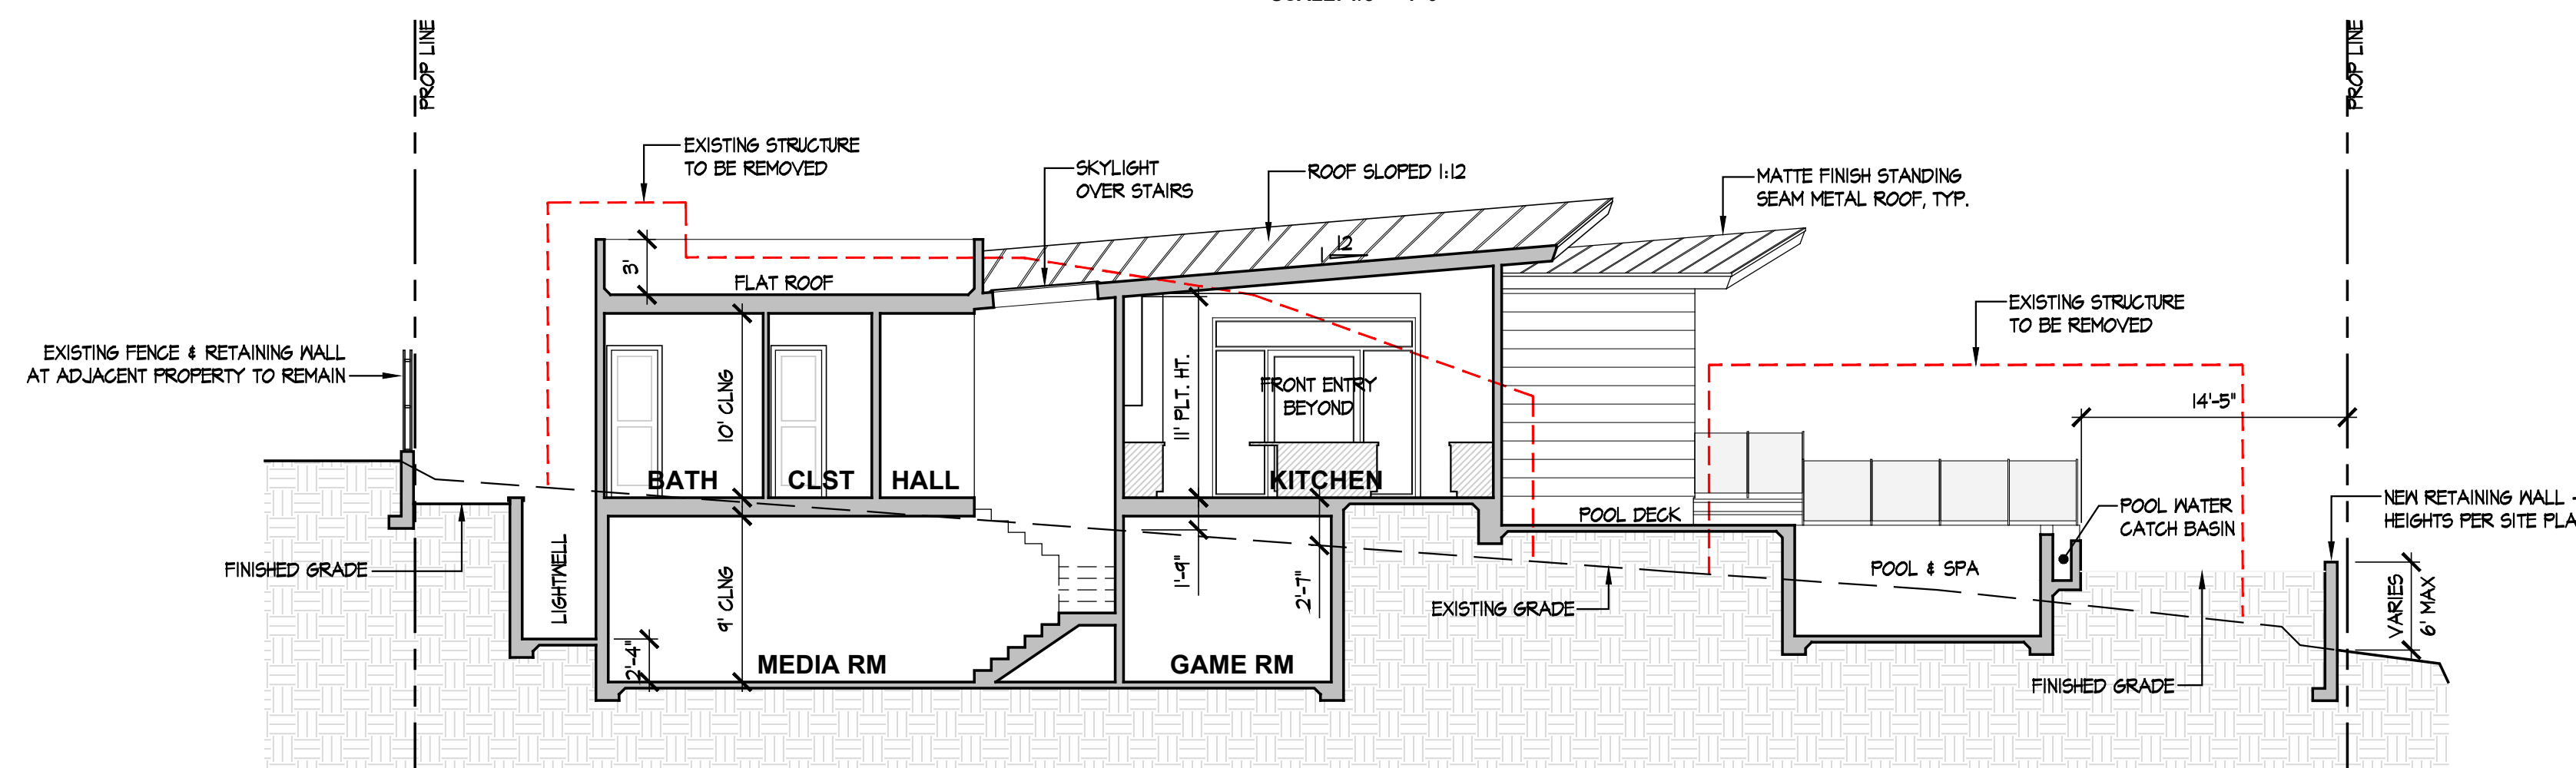 PROP LINE
PROP LINE
EXISTING STRUCTURE
TO BE REMOVED
SKYLIGHT
OVER STAIRS
ROOF SLOPED 1:12
MATTE FINISH STANDING
SEAM METAL ROOF, TYP.
12
1
3'
FLAT ROOF
EXISTING STRUCTURE
TO BE REMOVED
EXISTING FENCE & RETAINING WALL
AT ADJACENT PROPERTY TO REMAIN
10' CLNG
11' PLT. HT.
FRONT ENTRY
BEYOND
14'-5"
BATH
CLST
HALL
KITCHEN
POOL DECK
POOL WATER
CATCH BASIN
NEW RETAINING WALL -
HEIGHTS PER SITE PLA
FINISHED GRADE
LIGHTWELL
9' CLNG
1'-9"
2'-7"
EXISTING GRADE
POOL & SPA
VARIES
6' MAX
2'-4"
MEDIA RM
GAME RM
FINISHED GRADE